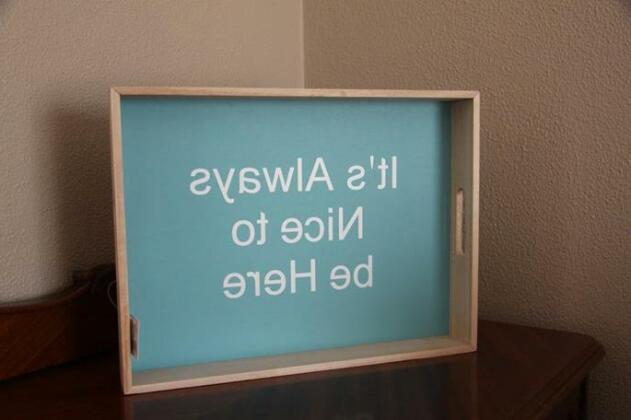 It's Always
Nice to
be Here